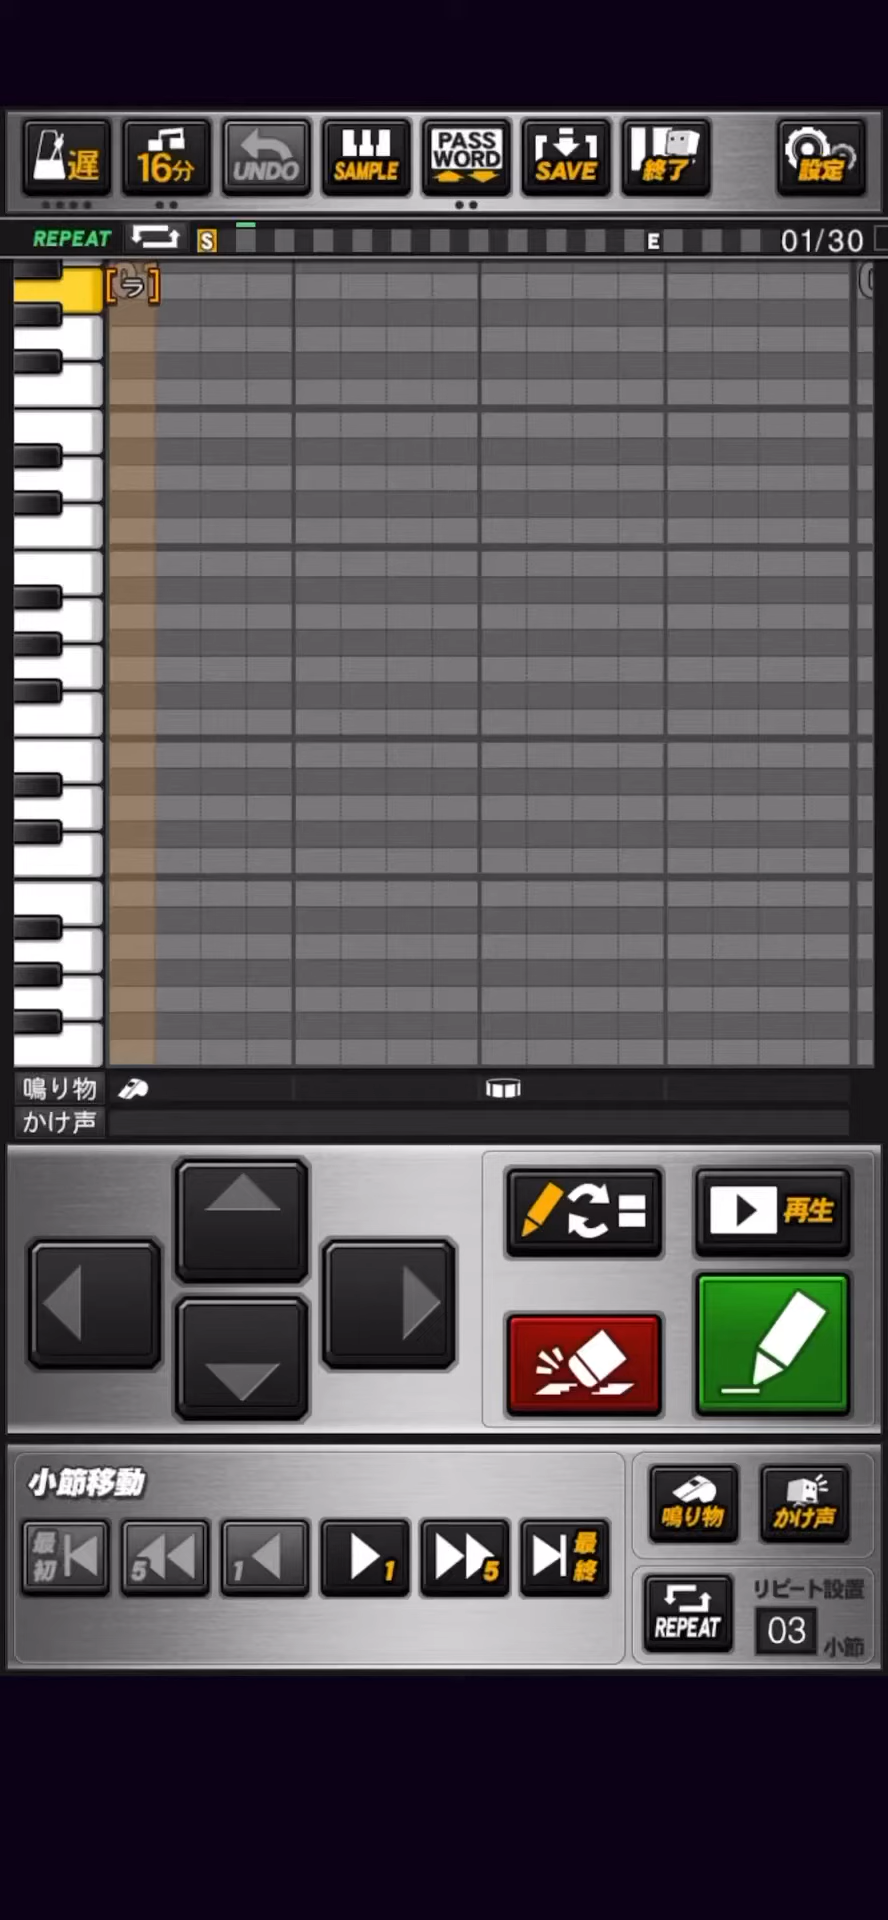 遅
16分
UNDO
SAMPLE
PASS
WORD
SAVE
終了
設定
REPEAT
S
E
01/30
[ラ]
鳴り物
かけ声
再生
小節移動
最初
5
1
1
5
最終
鳴り物
かけ声
REPEAT
リピート設置
03
小節